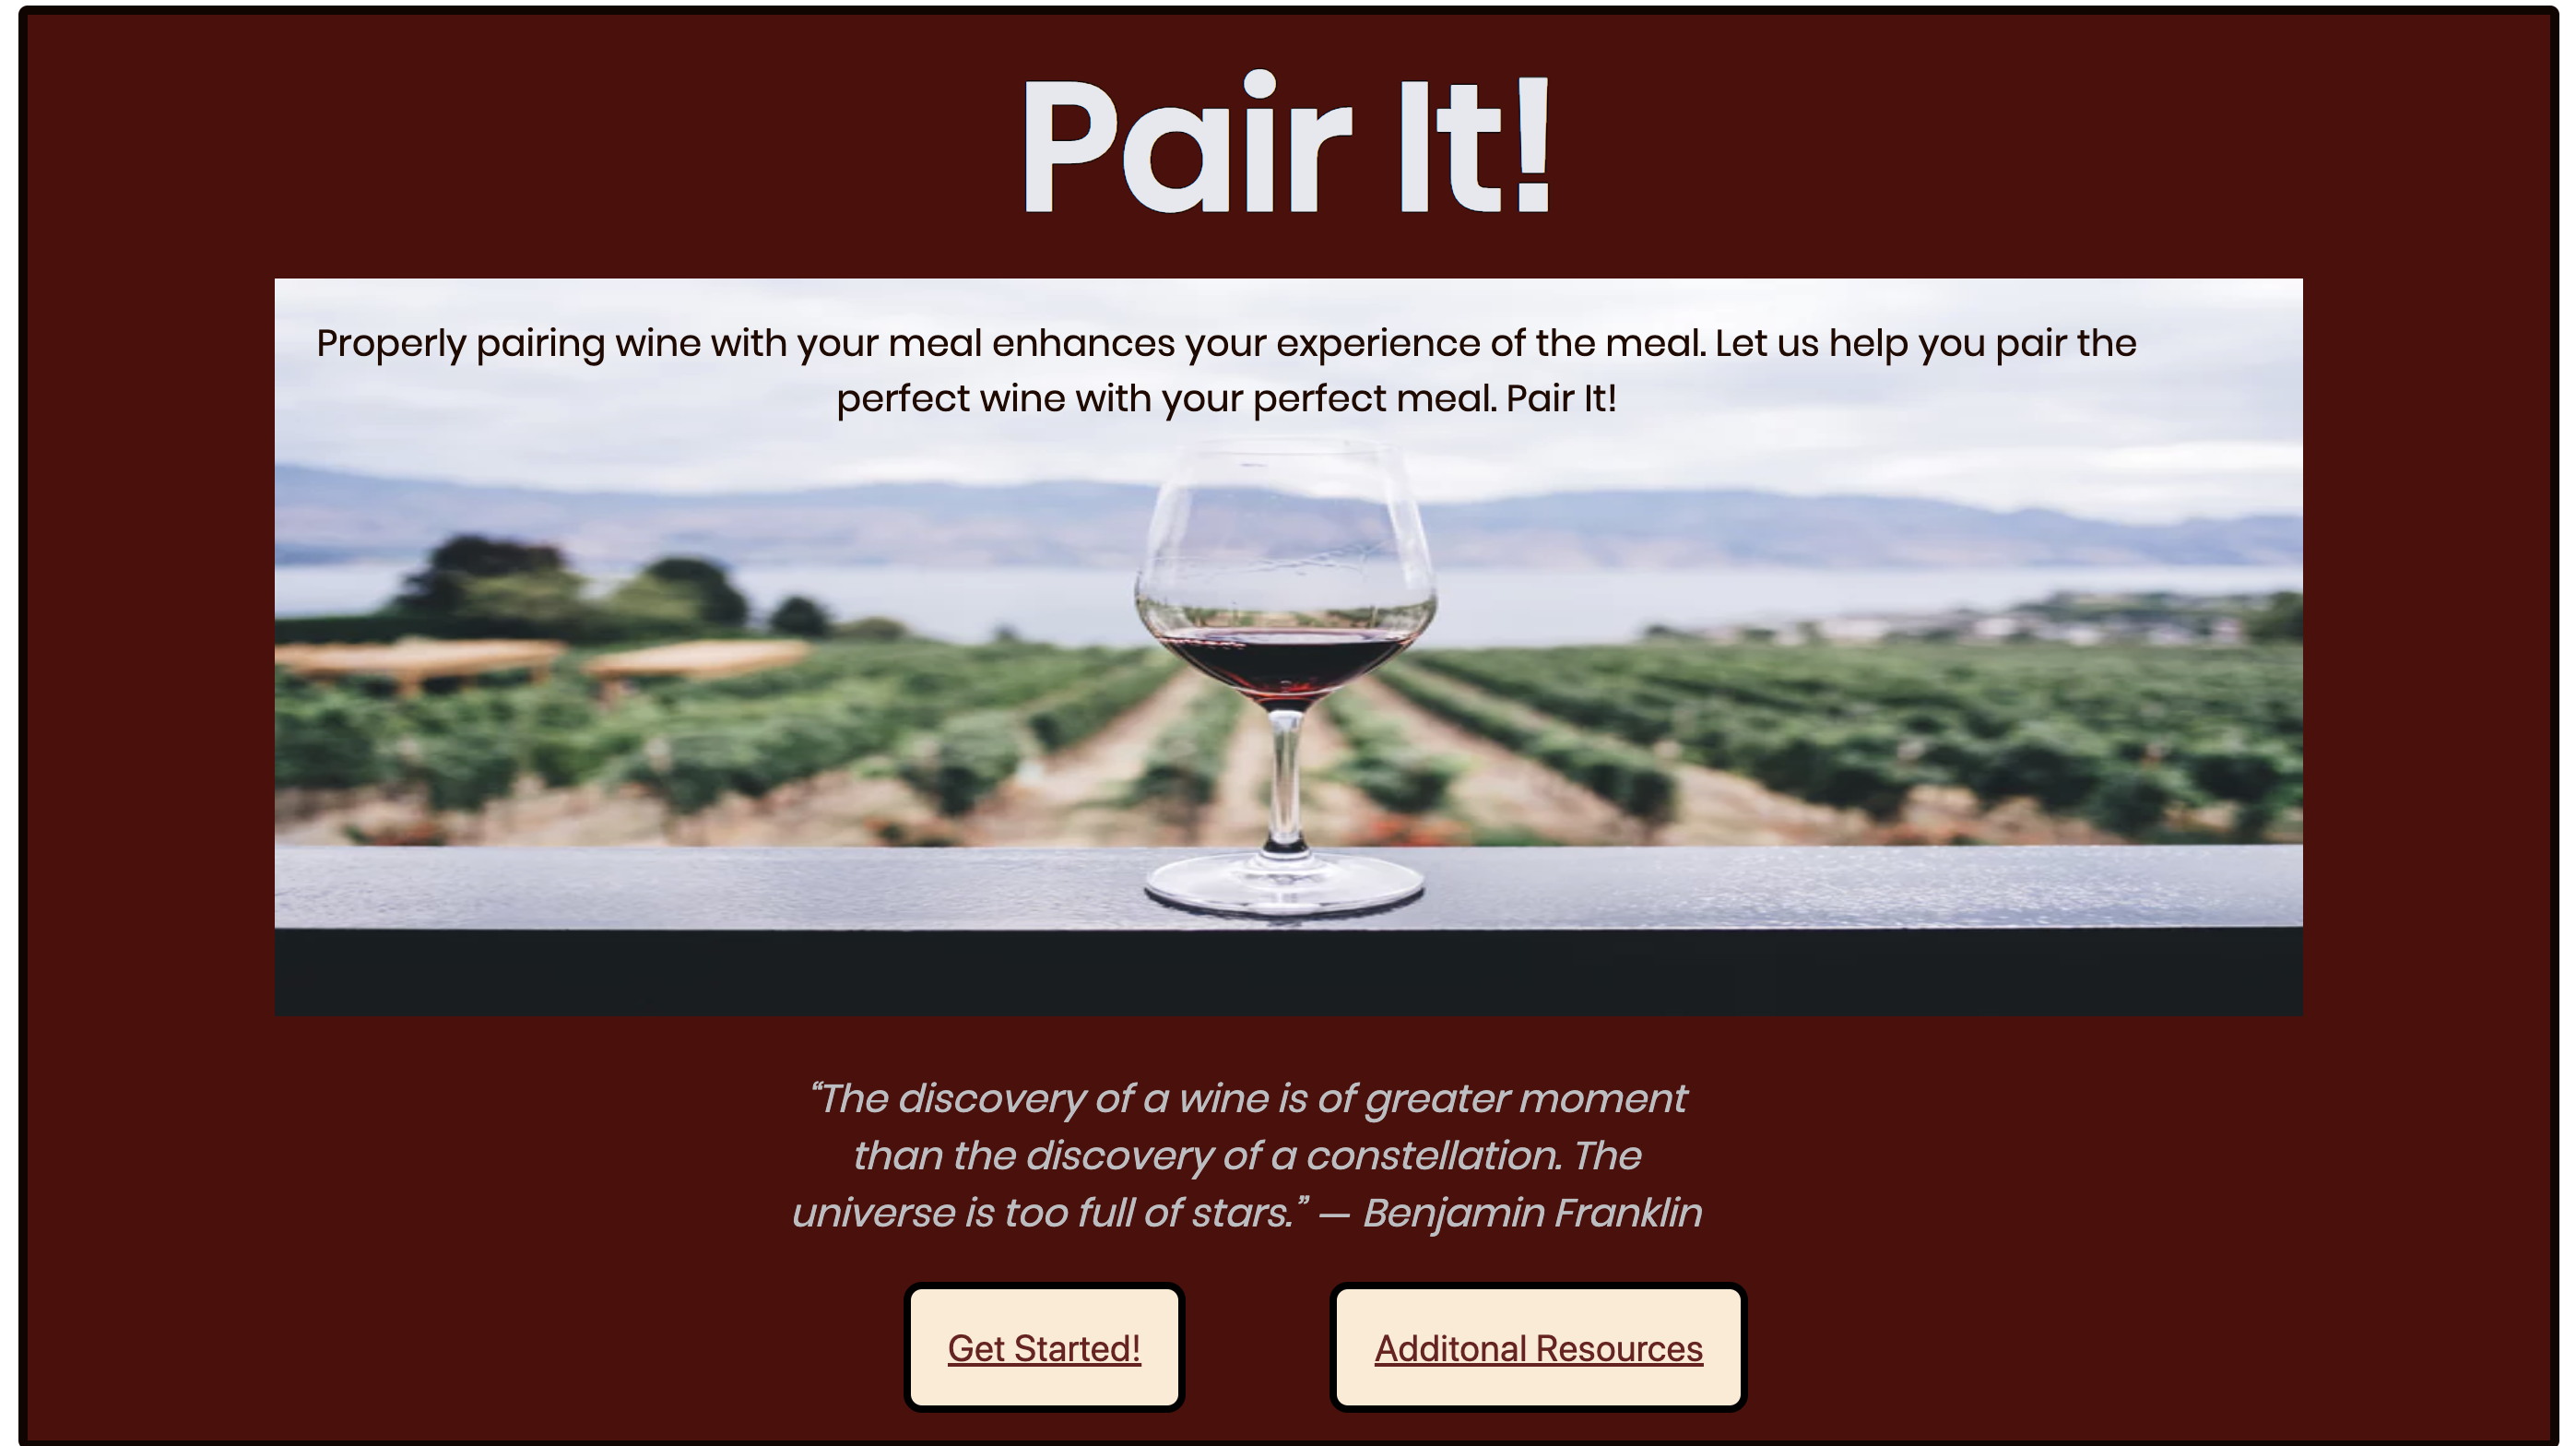 Pair It!
Properly pairing wine with your meal enhances your experience of the meal. Let us help you pair the
perfect wine with your perfect meal. Pair It!
“The discovery of a wine is of greater moment
than the discovery of a constellation. The
universe is too full of stars.” — Benjamin Franklin
Get Started!
Additonal Resources